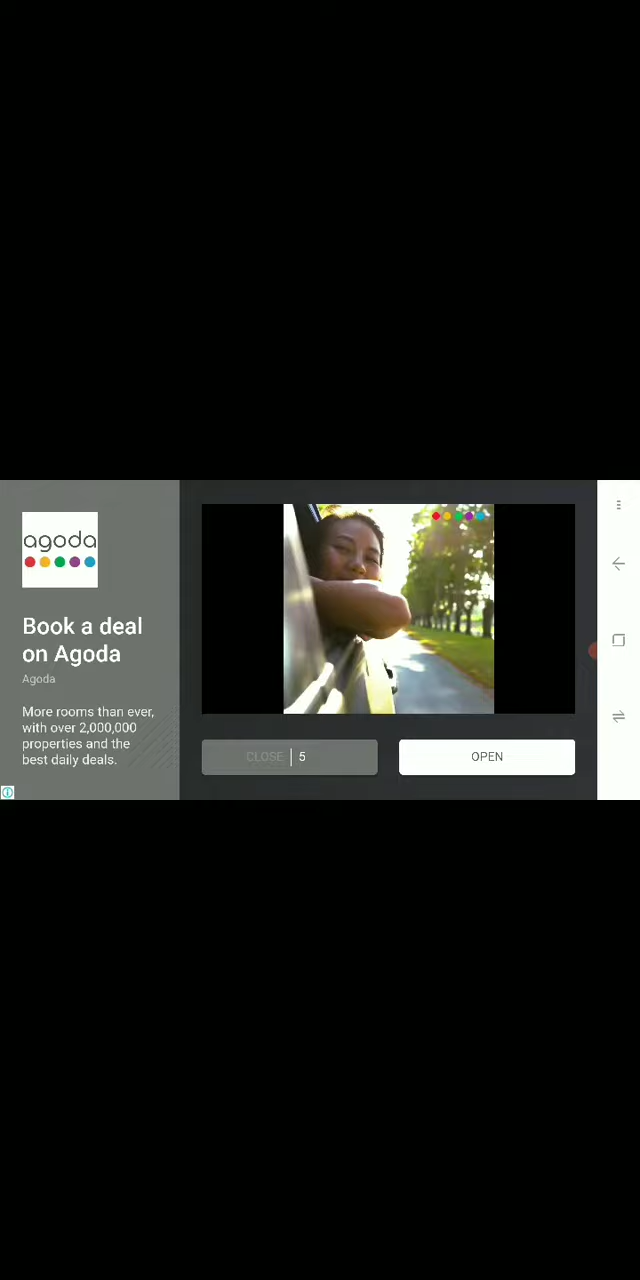 agoda
Book a deal
on Agoda
Agoda
More rooms than ever,
with over 2,000,000
properties and the
best daily deals.
CLOSE | 5
OPEN